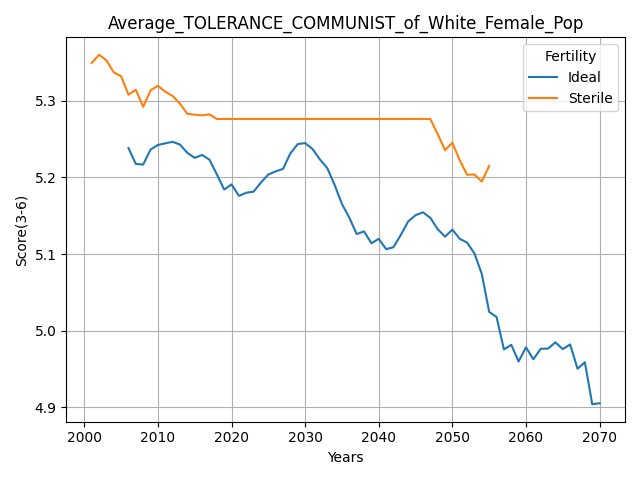 Average_TOLERANCE_COMMUNIST_of_White_Female_Pop
Fertility
Ideal
Sterile
Score(3-6)
5.3
5.2
5.1
5.0
4.9
2000 2010 2020 2030 2040 2050 2060 2070
Years